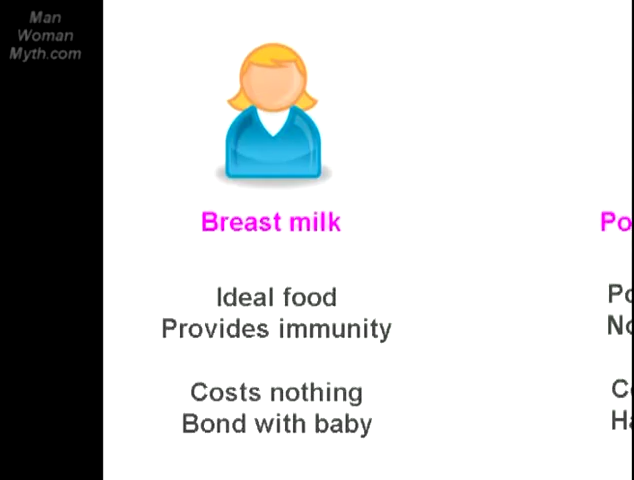 Man
Woman
Myth.com
Breast milk
Ideal food
Provides immunity
Costs nothing
Bond with baby